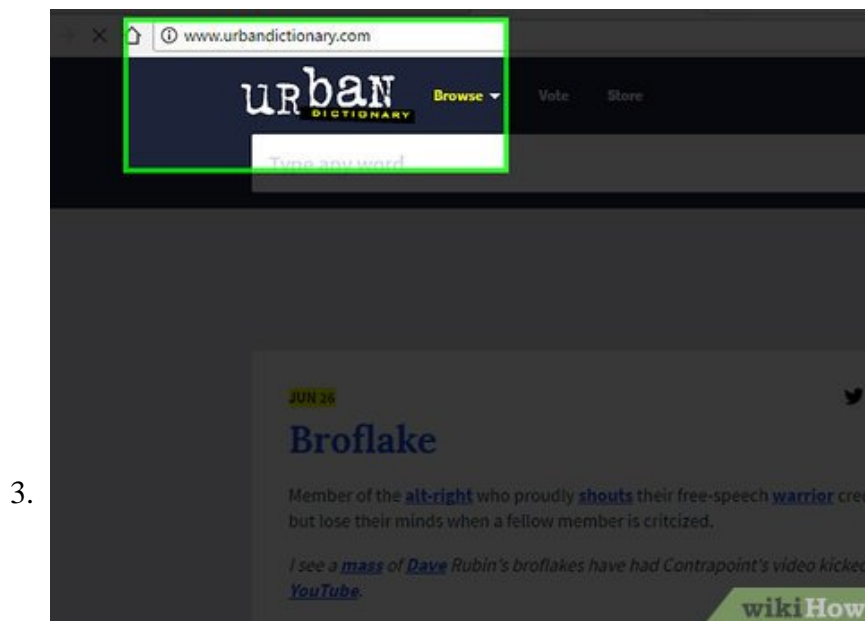 www.urbandictionary.com
urban
DICTIONARY
Browse Vote Store
Type any word
JUN 26
Broflake
3.
Member of the alt-right who proudly shouts their free-speech warrior cre
but lose their minds when a fellow member is critcized.
I see a mass of Dave Rubin's broflakes have had Contrapoint's video kicked
YouTube.
wikiHow